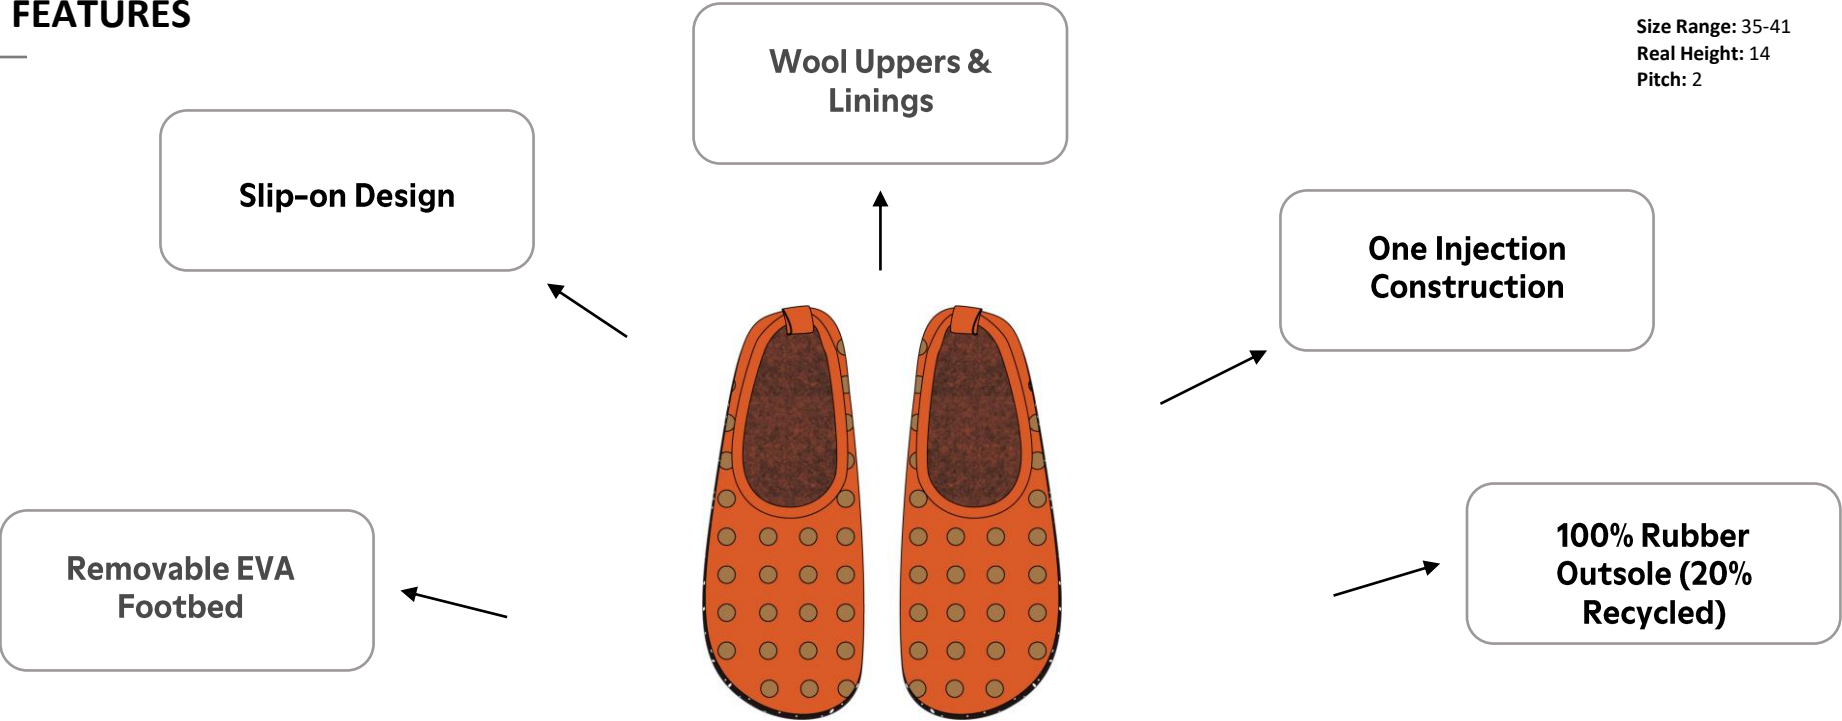 FEATURES
Size Range: 35-41
Real Height: 14
Pitch: 2
Wool Uppers &
Linings
Slip-on Design
One Injection
Construction
Removable EVA
Footbed
100% Rubber
Outsole (20%
Recycled)